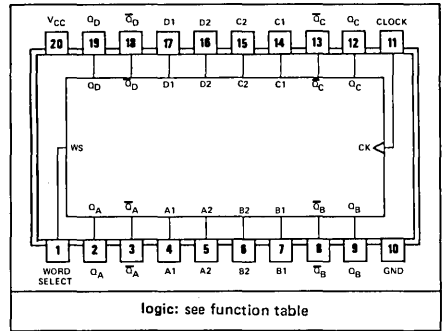 VCC QD Q̅D D1 D2 C2 C1 Q̅C QC CLOCK
20 19 18 17 16 15 14 13 12 11
QD Q̅D D1 D2 C2 C1 Q̅C QC
WS CK
QA Q̅A A1 A2 B2 B1 Q̅B QB
1 2 3 4 5 6 7 8 9 10
WORD SELECT QA Q̅A A1 A2 B2 B1 Q̅B QB GND
logic: see function table